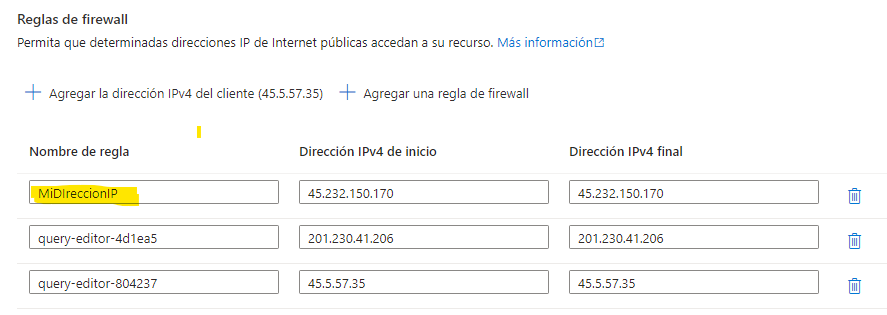 Reglas de firewall
Permita que determinadas direcciones IP de Internet públicas accedan a su recurso. Más información
Agregar la dirección IPv4 del cliente (45.5.57.35) Agregar una regla de firewall
Nombre de regla Dirección IPv4 de inicio Dirección IPv4 final
MiDIreccionIP 45.232.150.170 45.232.150.170
query-editor-4d1ea5 201.230.41.206 201.230.41.206
query-editor-804237 45.5.57.35 45.5.57.35